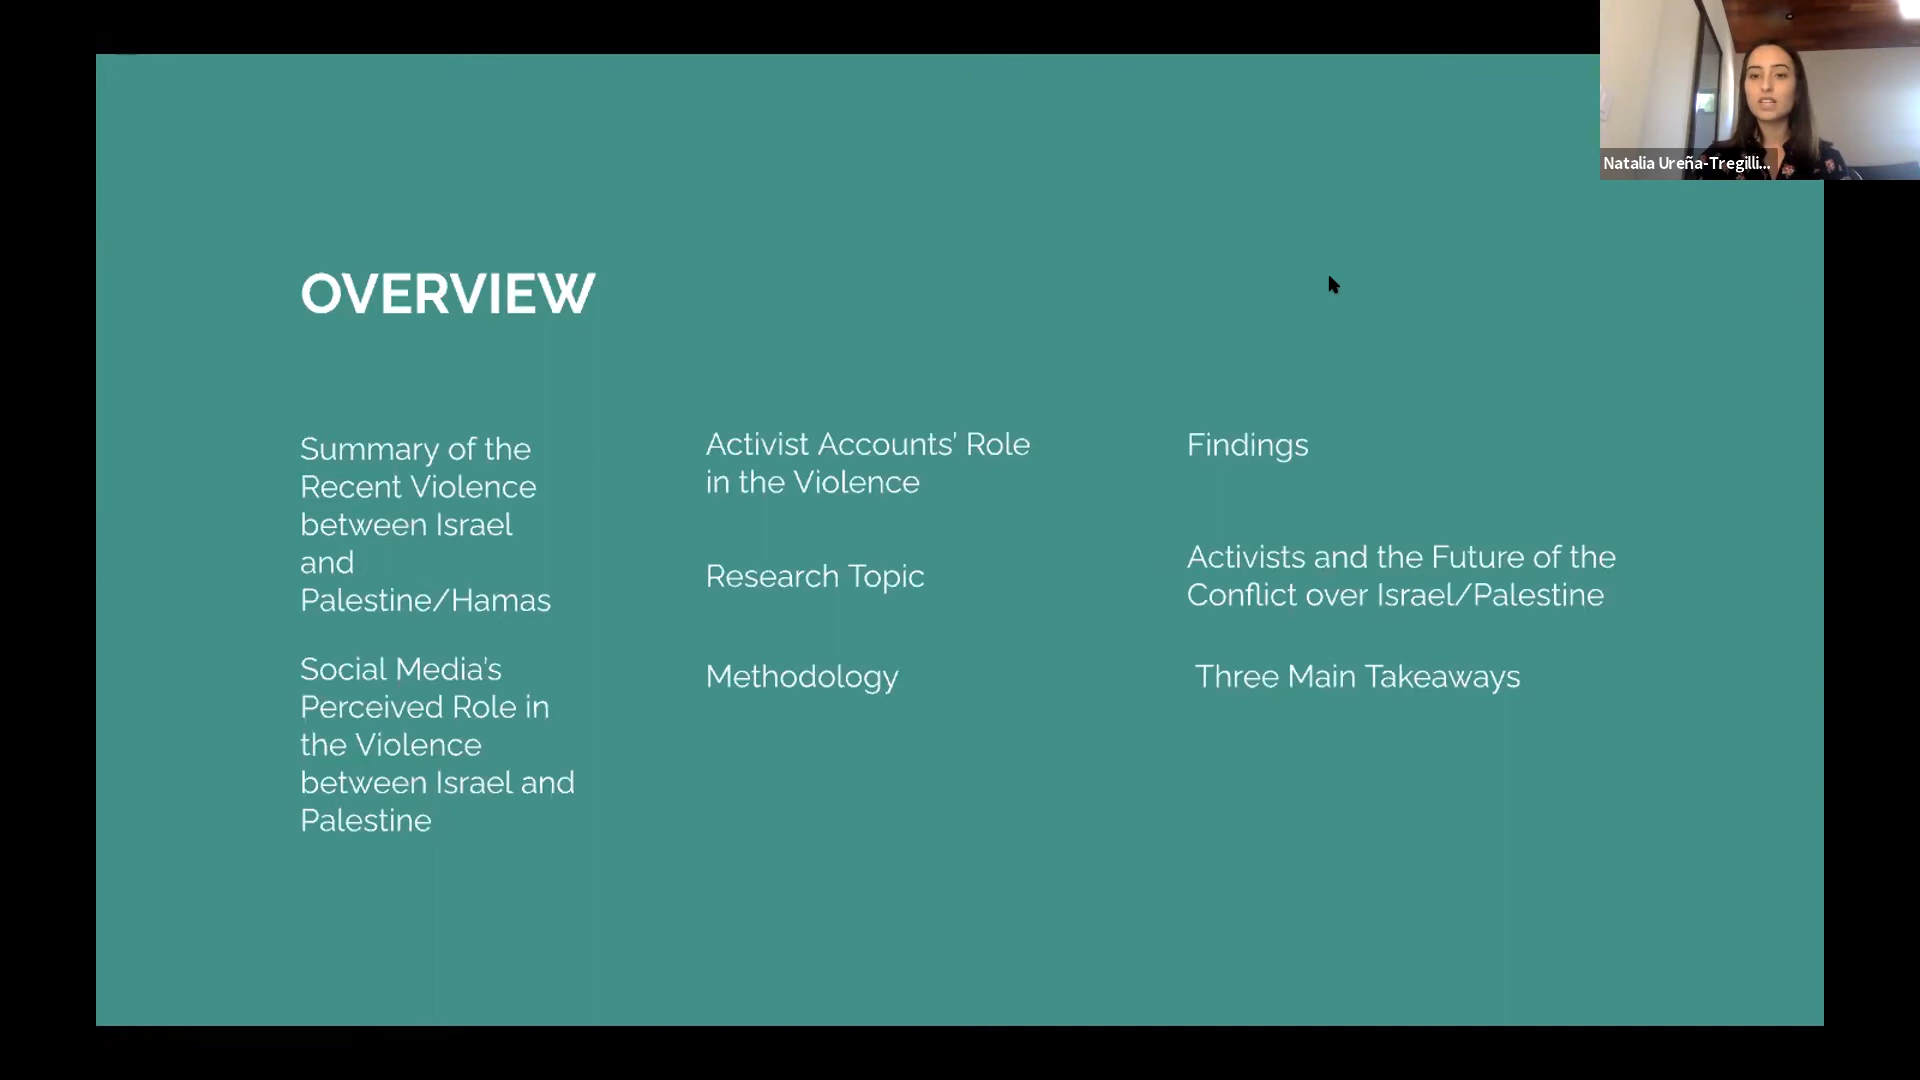 Natalia Ureña-Tregilli...
OVERVIEW
Summary of the
Recent Violence
between Israel
and
Palestine/Hamas
Social Media's
Perceived Role in
the Violence
between Israel and
Palestine
Activist Accounts' Role
in the Violence
Research Topic
Methodology
Findings
Activists and the Future of the
Conflict over Israel/Palestine
Three Main Takeaways